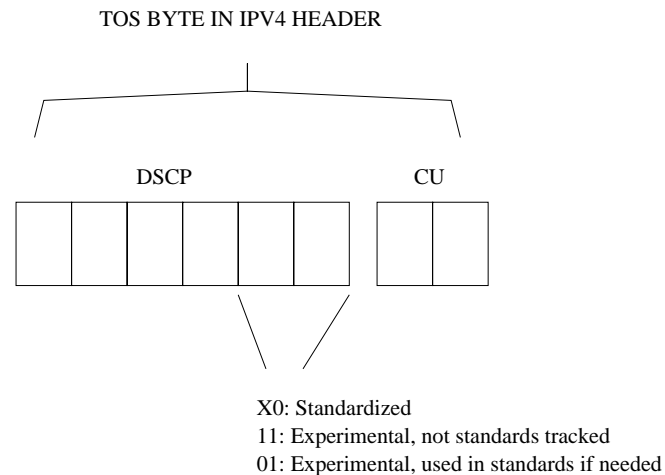 TOS BYTE IN IPV4 HEADER
DSCP CU
X0: Standardized
11: Experimental, not standards tracked
01: Experimental, used in standards if needed